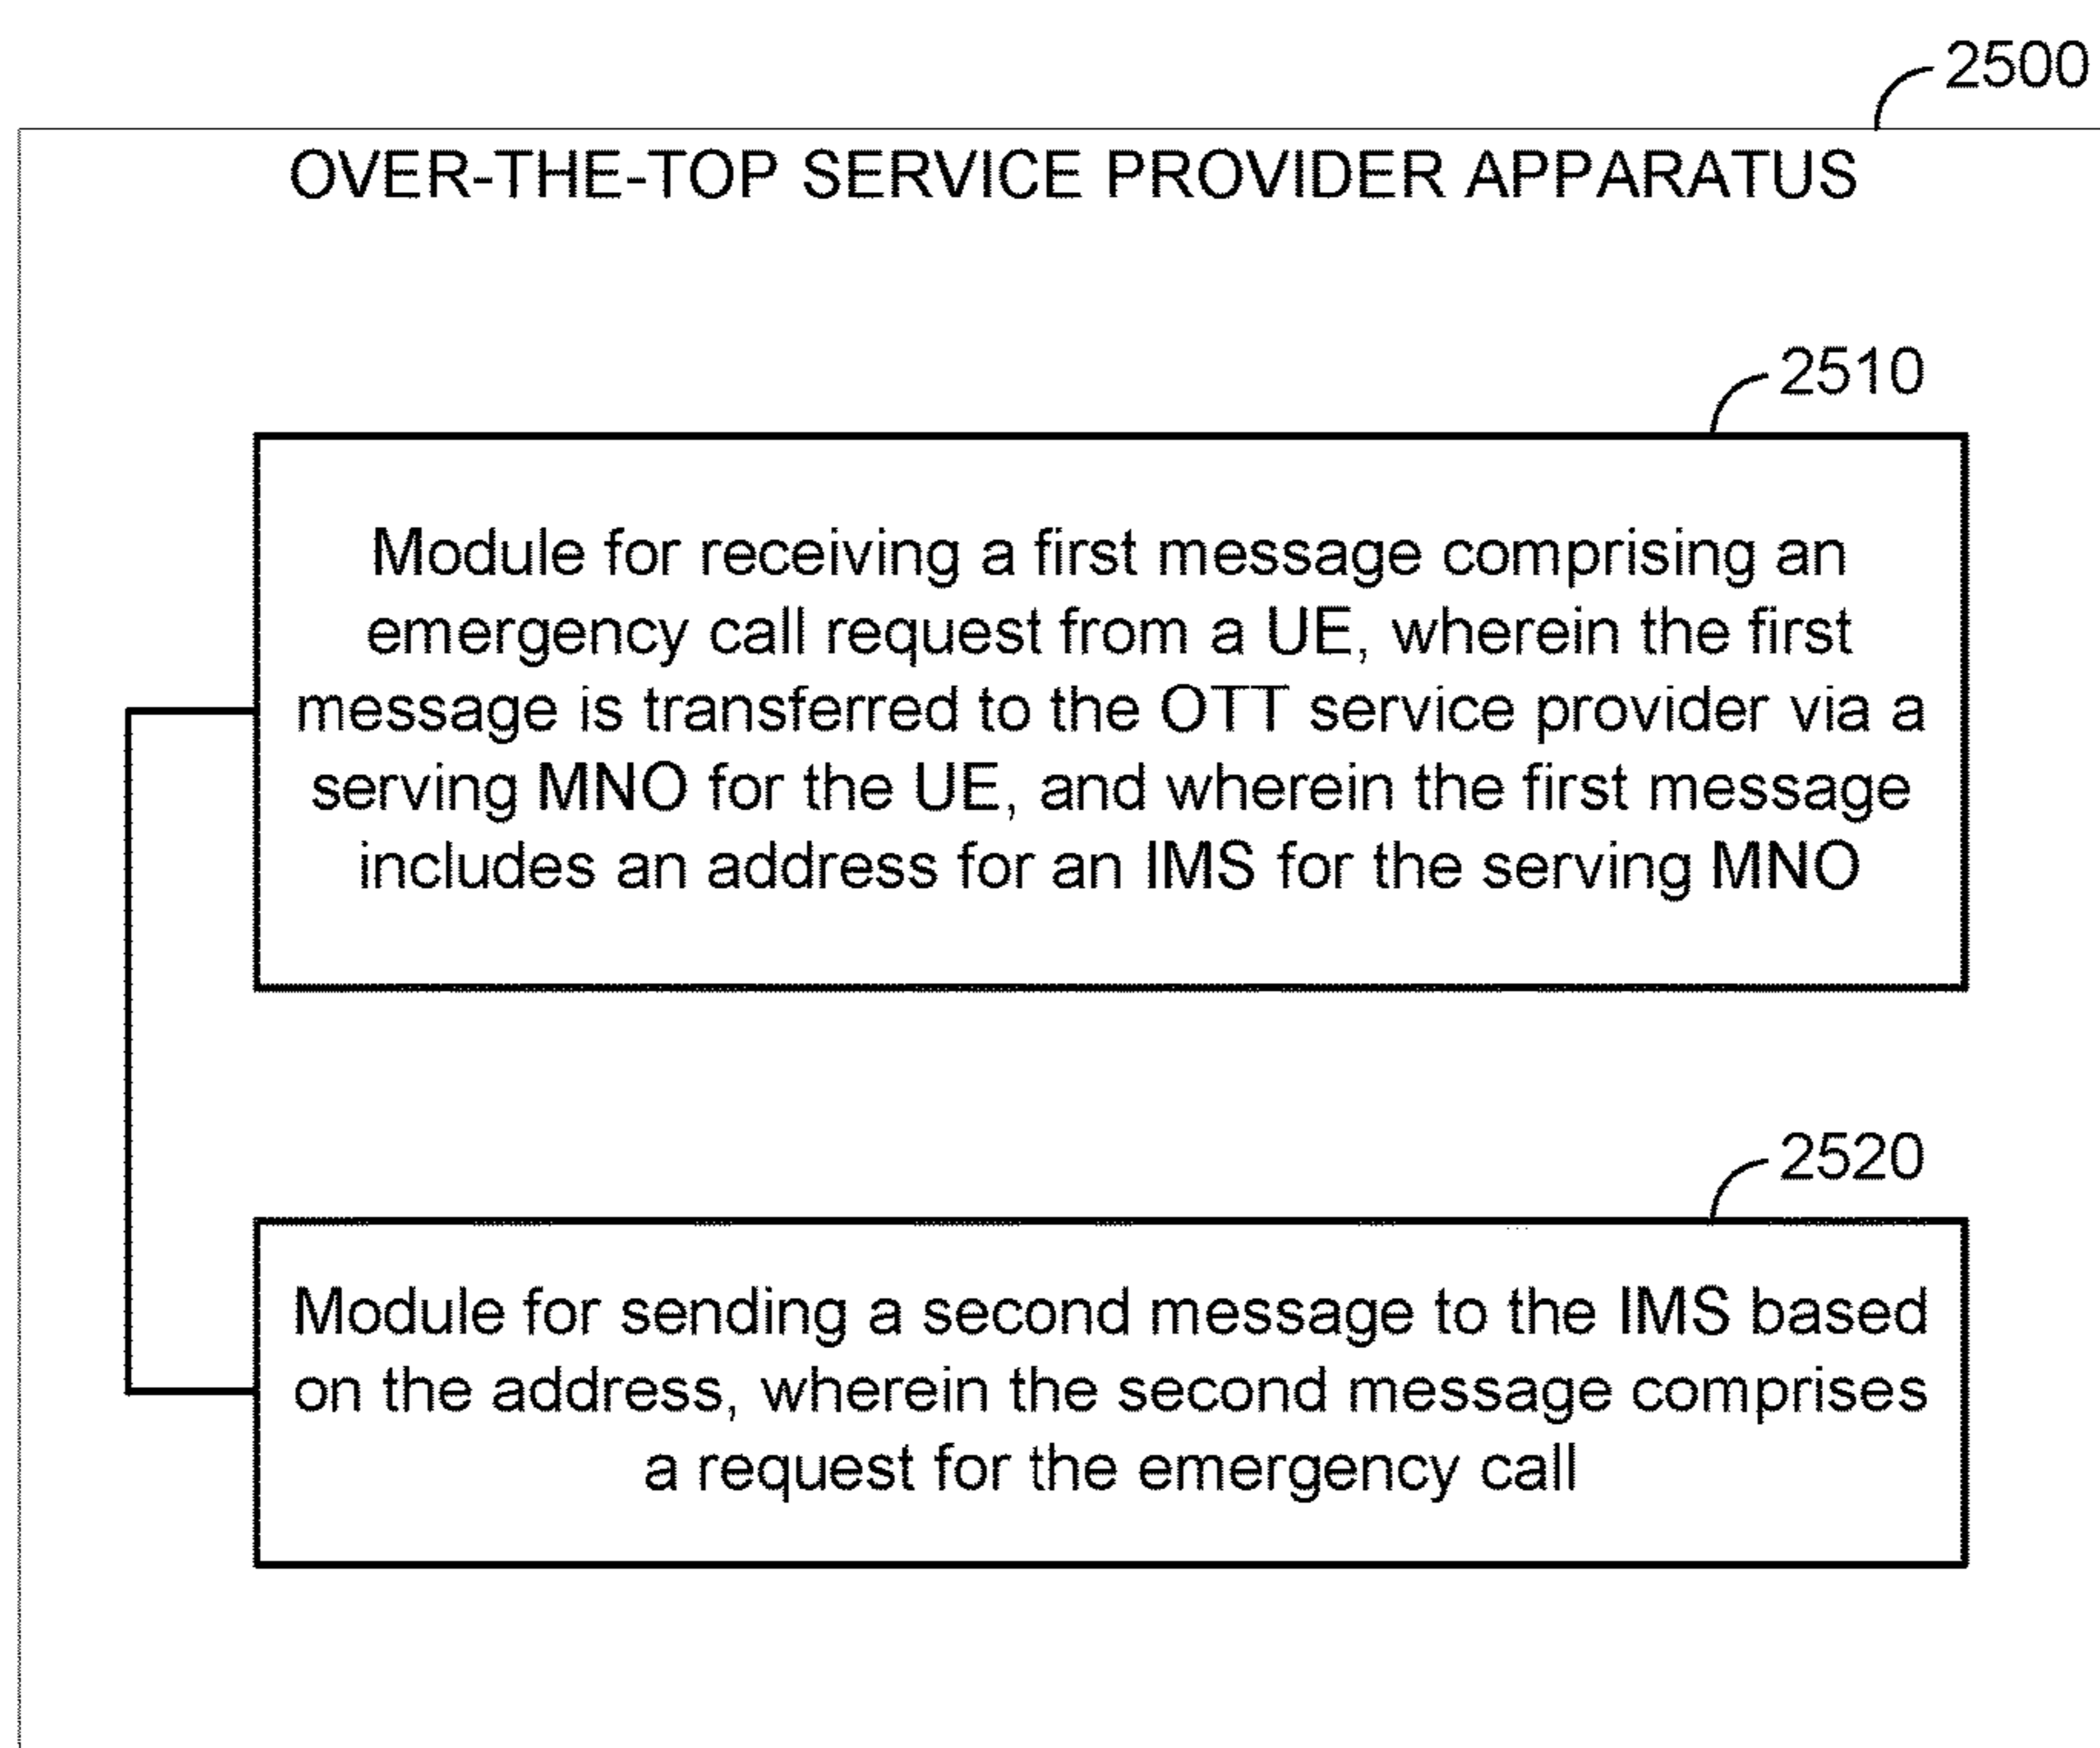 2500
OVER-THE-TOP SERVICE PROVIDER APPARATUS
2510
Module for receiving a first message comprising an
emergency call request from a UE, wherein the first
message is transferred to the OTT service provider via a
serving MNO for the UE, and wherein the first message
includes an address for an IMS for the serving MNO
2520
Module for sending a second message to the IMS based
on the address, wherein the second message comprises
a request for the emergency call